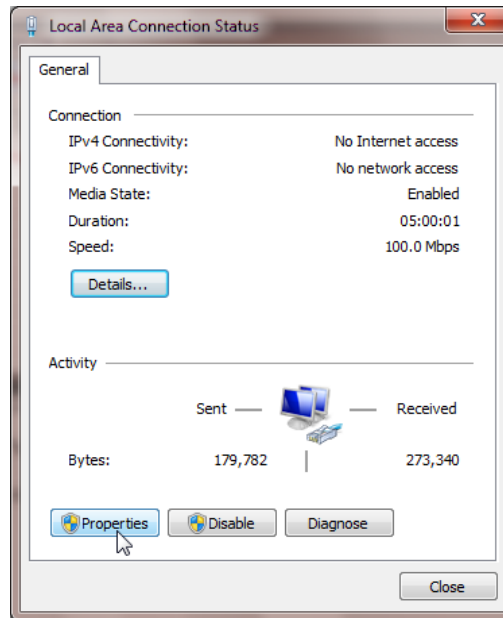 Local Area Connection Status
General
Connection
IPv4 Connectivity: No Internet access
IPv6 Connectivity: No network access
Media State: Enabled
Duration: 05:00:01
Speed: 100.0 Mbps
Details...
Activity
Sent Received
Bytes: 179,782 273,340
Properties Disable Diagnose
Close